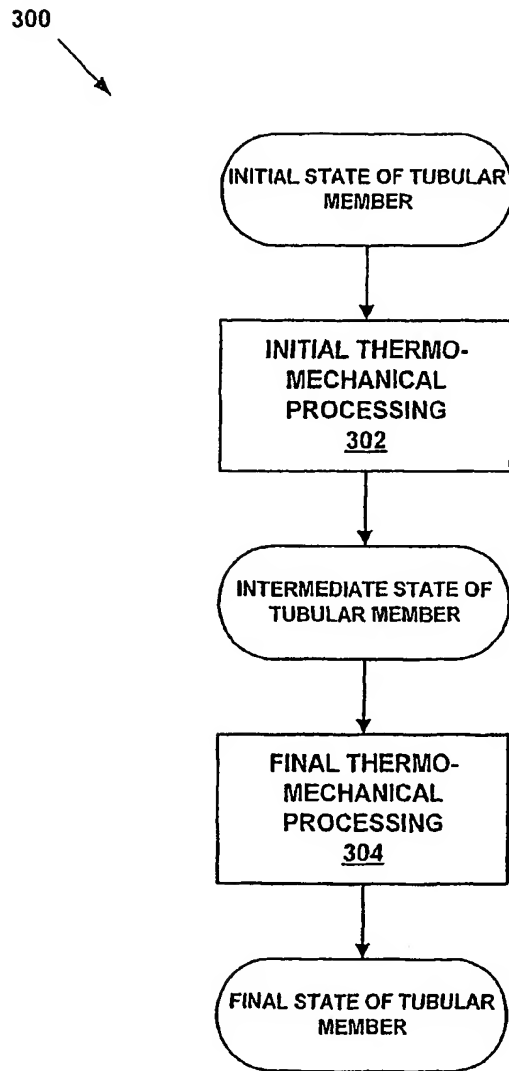 300
INITIAL STATE OF TUBULAR
MEMBER
INITIAL THERMO-
MECHANICAL
PROCESSING
302
INTERMEDIATE STATE OF
TUBULAR MEMBER
FINAL THERMO-
MECHANICAL
PROCESSING
304
FINAL STATE OF TUBULAR
MEMBER